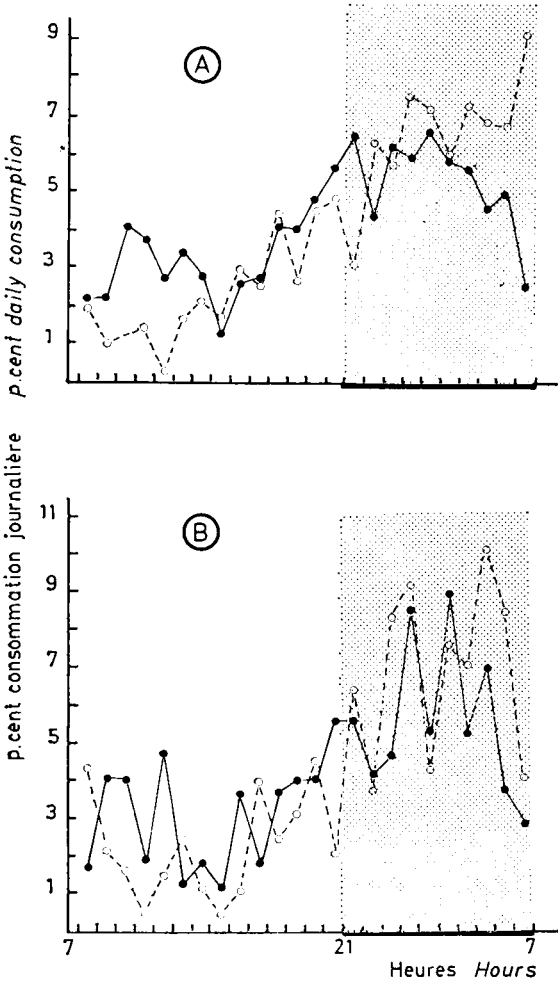 9
A
7
5
3
1
p.cent daily consumption
11
B
9
7
5
3
1
p.cent consommation journalière
7 21 7
Heures Hours